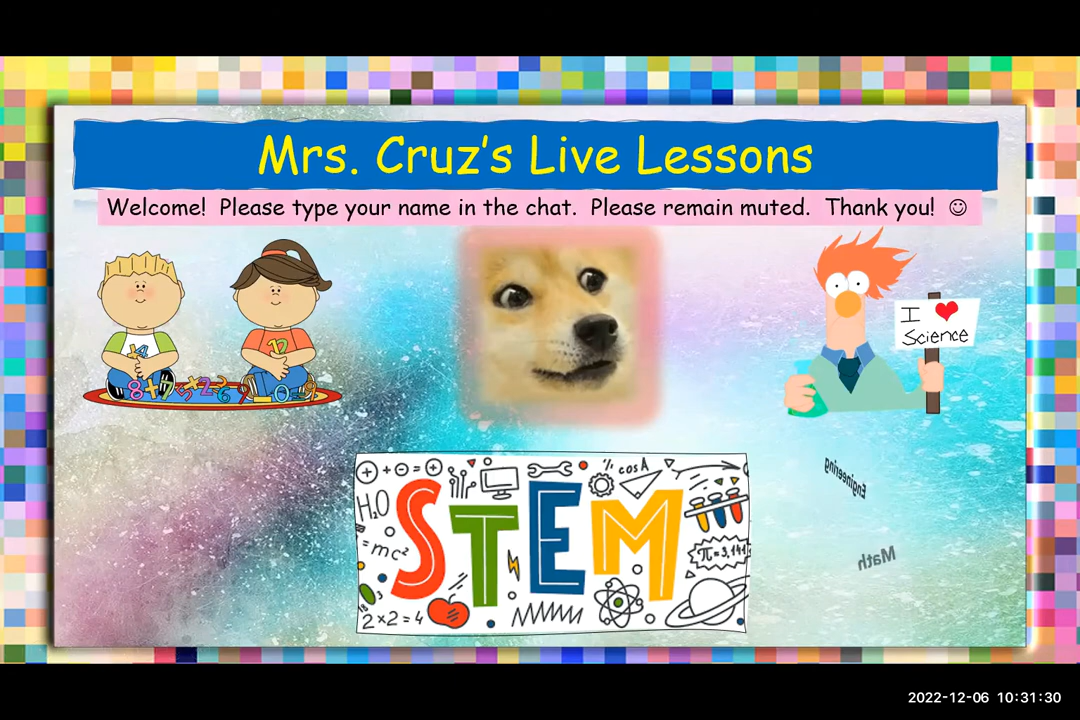 Mrs. Cruz's Live Lessons
Welcome! Please type your name in the chat. Please remain muted. Thank you! ☺
I ❤ Science
STEM
H₂O
=mc²
2×2=4
% cos A
π=3,141
Engineering
Math
2022-12-06 10:31:30